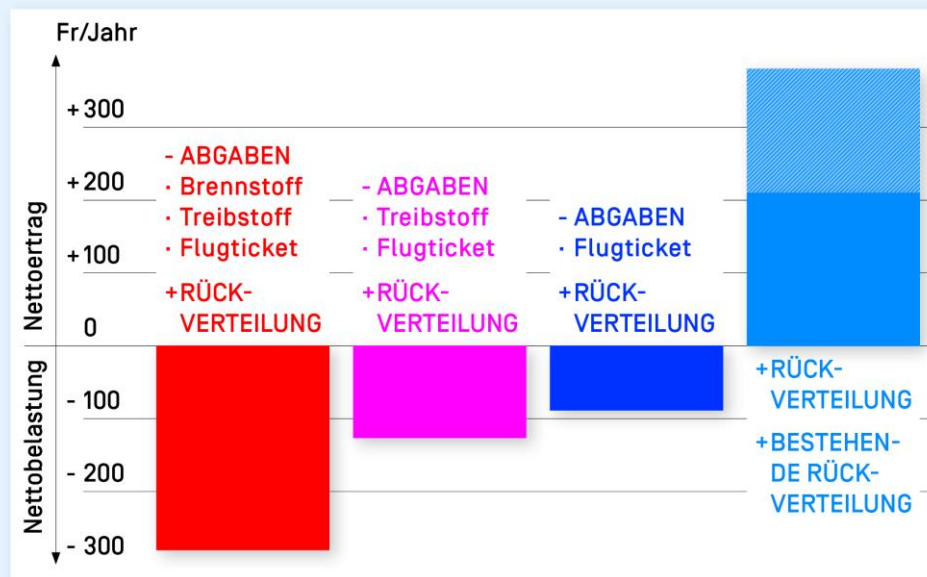 Fr/Jahr
+ 300
+ 200
+ 100
0
- 100
- 200
- 300
Nettoertrag
Nettobelastung
- ABGABEN
· Brennstoff
· Treibstoff
· Flugticket
+ RÜCK-
VERTEILUNG
- ABGABEN
· Treibstoff
· Flugticket
+ RÜCK-
VERTEILUNG
- ABGABEN
· Flugticket
+ RÜCK-
VERTEILUNG
+ RÜCK-
VERTEILUNG
+ BESTEHEN-
DE RÜCK-
VERTEILUNG